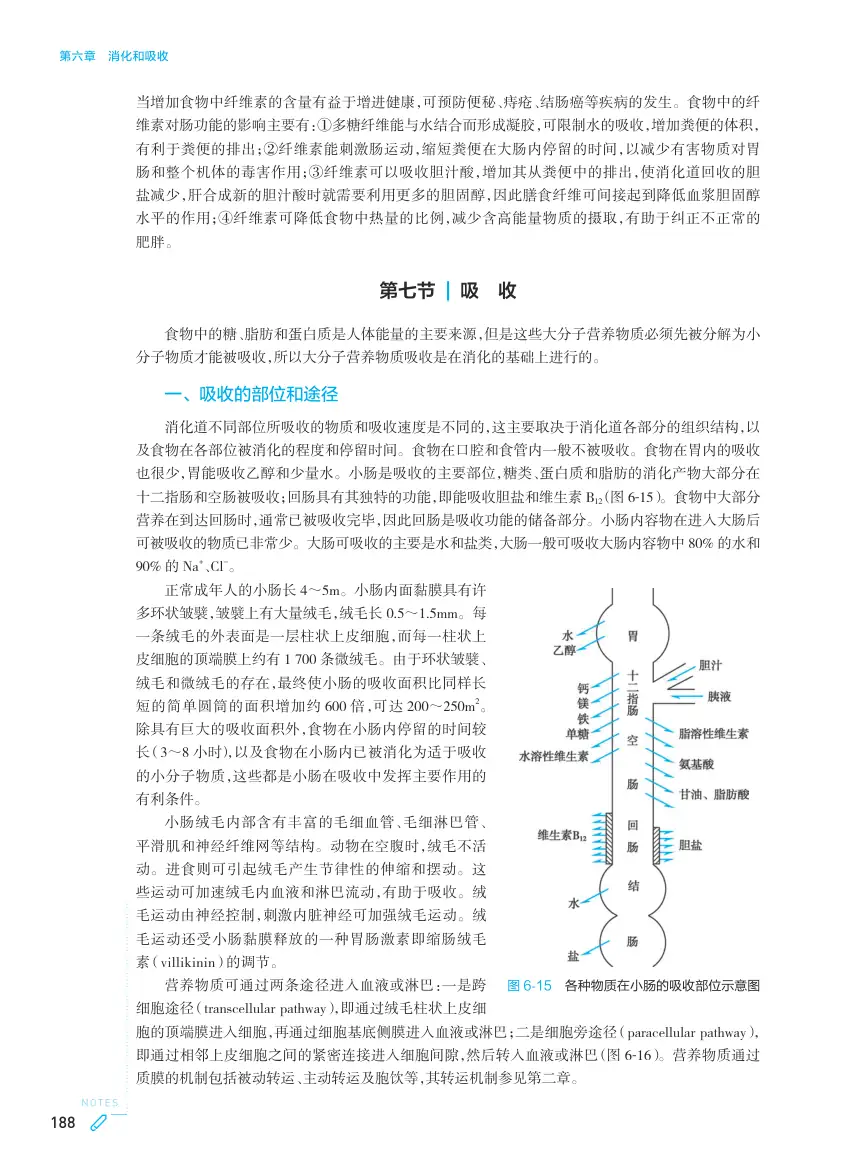 第六章　消化和吸收
当增加食物中纤维素的含量有益于增进健康，可预防便秘、痔疮、结肠癌等疾病的发生。食物中的纤
维素对肠功能的影响主要有：①多糖纤维能与水结合而形成凝胶，可限制水的吸收，增加粪便的体积，
有利于粪便的排出；②纤维素能刺激肠运动，缩短粪便在大肠内停留的时间，以减少有害物质对胃
肠和整个机体的毒害作用；③纤维素可以吸收胆汁酸，增加其从粪便中的排出，使消化道回收的胆
盐减少，肝合成新的胆汁酸时就需要利用更多的胆固醇，因此膳食纤维可间接起到降低血浆胆固醇
水平的作用；④纤维素可降低食物中热量的比例，减少含高能量物质的摄取，有助于纠正不正常的
肥胖。
第七节｜吸　收
食物中的糖、脂肪和蛋白质是人体能量的主要来源，但是这些大分子营养物质必须先被分解为小
分子物质才能被吸收，所以大分子营养物质吸收是在消化的基础上进行的。
一、吸收的部位和途径
消化道不同部位所吸收的物质和吸收速度是不同的，这主要取决于消化道各部分的组织结构，以
及食物在各部位被消化的程度和停留时间。食物在口腔和食管内一般不被吸收。食物在胃内的吸收
也很少，胃能吸收乙醇和少量水。小肠是吸收的主要部位，糖类、蛋白质和脂肪的消化产物大部分在
十二指肠和空肠被吸收；回肠具有其独特的功能，即能吸收胆盐和维生素 B₁₂（图 6-15）。食物中大部分
营养在到达回肠时，通常已被吸收完毕，因此回肠是吸收功能的储备部分。小肠内容物在进入大肠后
可被吸收的物质已非常少。大肠可吸收的主要是水和盐类，大肠一般可吸收大肠内容物中 80% 的水和
90% 的 Na⁺、Cl⁻。
正常成年人的小肠长 4～5m。小肠内面黏膜具有许
多环状皱襞，皱襞上有大量绒毛，绒毛长 0.5～1.5mm。每
一条绒毛的外表面是一层柱状上皮细胞，而每一柱状上
皮细胞的顶端膜上约有 1 700 条微绒毛。由于环状皱襞、
绒毛和微绒毛的存在，最终使小肠的吸收面积比同样长
短的简单圆筒的面积增加约 600 倍，可达 200～250m²。
除具有巨大的吸收面积外，食物在小肠内停留的时间较
长（3～8 小时），以及食物在小肠内已被消化为适于吸收
的小分子物质，这些都是小肠在吸收中发挥主要作用的
有利条件。
小肠绒毛内部含有丰富的毛细血管、毛细淋巴管、
平滑肌和神经纤维网等结构。动物在空腹时，绒毛不活
动。进食则可引起绒毛产生节律性的伸缩和摆动。这
些运动可加速绒毛内血液和淋巴流动，有助于吸收。绒
毛运动由神经控制，刺激内脏神经可加强绒毛运动。绒
毛运动还受小肠黏膜释放的一种胃肠激素即缩肠绒毛
素（villikinin）的调节。
营养物质可通过两条途径进入血液或淋巴：一是跨
细胞途径（transcellular pathway），即通过绒毛柱状上皮细
胞的顶端膜进入细胞，再通过细胞基底侧膜进入血液或淋巴；二是细胞旁途径（paracellular pathway），
即通过相邻上皮细胞之间的紧密连接进入细胞间隙，然后转入血液或淋巴（图 6-16）。营养物质通过
质膜的机制包括被动转运、主动转运及胞饮等，其转运机制参见第二章。
水
乙醇
胃
胆汁
胰液
十二指肠
钙
镁
铁
单糖
水溶性维生素
空肠
脂溶性维生素
氨基酸
甘油、脂肪酸
维生素B₁₂
回肠
胆盐
水
结肠
盐
图 6-15　各种物质在小肠的吸收部位示意图
NOTES
188